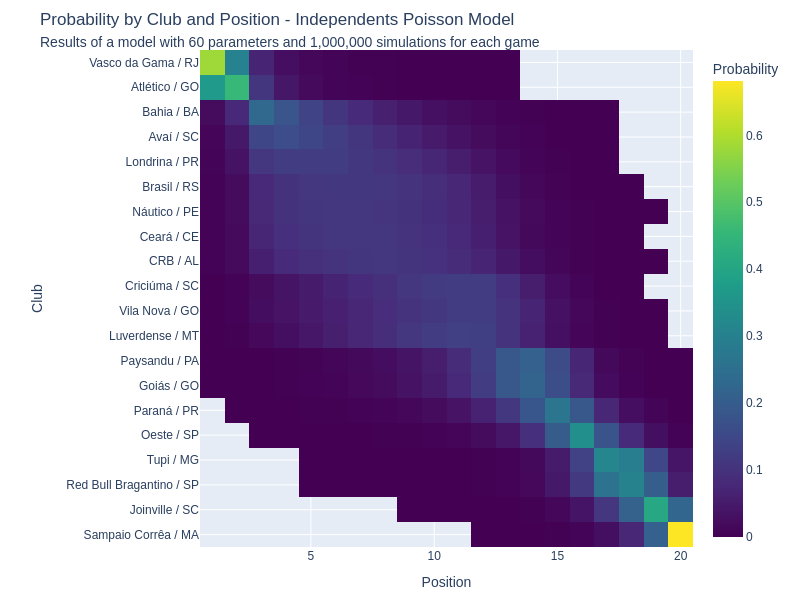 Probability by Club and Position - Independents Poisson Model
Results of a model with 60 parameters and 1,000,000 simulations for each game
Probability
Club
Vasco da Gama / RJ
Atlético / GO
Bahia / BA
Avaí / SC
Londrina / PR
Brasil / RS
Náutico / PE
Ceará / CE
CRB / AL
Criciúma / SC
Vila Nova / GO
Luverdense / MT
Paysandu / PA
Goiás / GO
Paraná / PR
Oeste / SP
Tupi / MG
Red Bull Bragantino / SP
Joinville / SC
Sampaio Corrêa / MA
0.6
0.5
0.4
0.3
0.2
0.1
0
5 10 15 20
Position